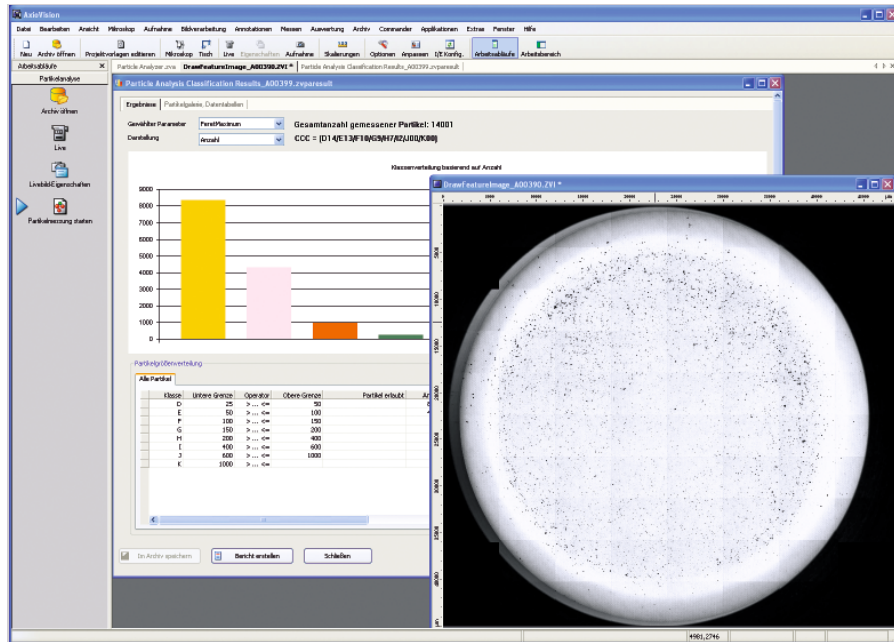 AxioVision
Datei Bearbeiten Ansicht Mikroskop Aufnahme Bildverarbeitung Annotationen Messen Auswertung Archiv Commander Applikationen Extras Fenster Hilfe
Neu Archiv öffnen Projektvorlagen editieren Mikroskop Tisch Live Eigenschaften Aufnahme Skalierungen Optionen Anpassen I/E Konfig. Arbeitsabläufe Arbeitsbereich
Arbeitsabläufe
Partikelanalyse
Archiv öffnen
Live
Livebild-Eigenschaften
Partikelmessung starten
Particle Analyser.zva DrawFeatureImage_A00390.ZVI * Particle Analysis Classification Results_A00399.zvparesult
Particle Analysis Classification Results_A00399.zvparesult
Ergebnisse Partikelgalerie, Datentabellen
Gewählter Parameter FeretMaximum Gesamtanzahl gemessener Partikel: 14001
Darstellung Anzahl CCC = (D14/E13/F10/G9/H7/I2/J00/K00)
Klassenverteilung basierend auf Anzahl
9000
8000
7000
6000
5000
4000
3000
2000
1000
0
Partikelgrößenverteilung
Alle Partikel
Klasse Untere Grenze Operator Obere Grenze Partikel erlaubt
D 25 > ... <= 50
E 50 > ... <= 100
F 100 > ... <= 150
G 150 > ... <= 200
H 200 > ... <= 400
I 400 > ... <= 600
J 600 > ... <= 1000
K 1000 > ... <=
Im Archiv speichern Bericht erstellen Schließen
DrawFeatureImage_A00390.ZVI *
4981,2746